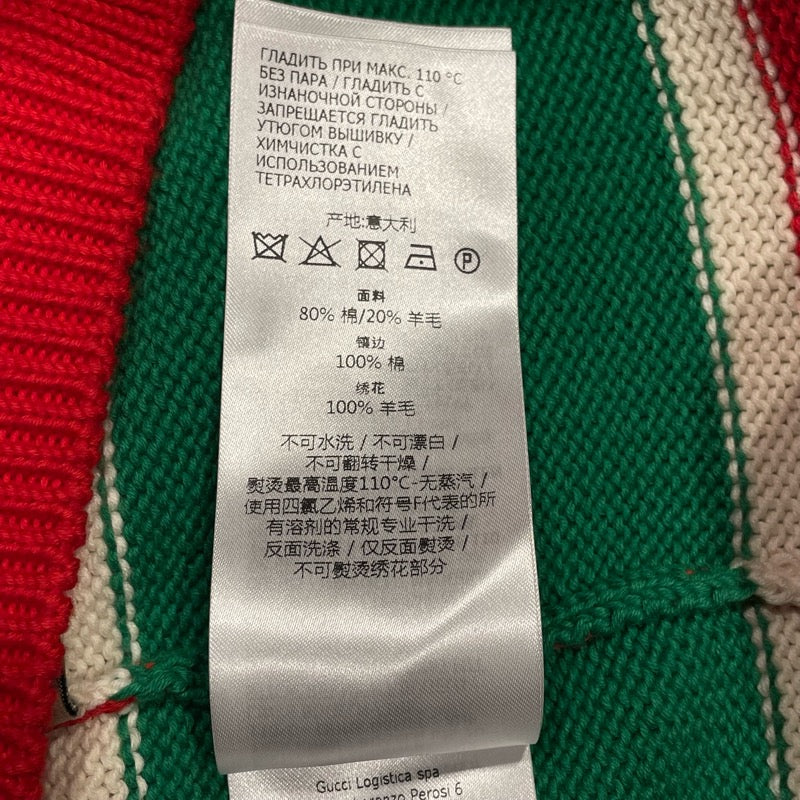 ГЛАДИТЬ ПРИ МАКС. 110 °C
БЕЗ ПАРА / ГЛАДИТЬ С
ИЗНАНОЧНОЙ СТОРОНЫ /
ЗАПРЕЩАЕТСЯ ГЛАДИТЬ
УТЮГОМ ВЫШИВКУ /
ХИМЧИСТКА С
ИСПОЛЬЗОВАНИЕМ
ТЕТРАХЛОРЭТИЛЕНА
产地:意大利
P
面料
80% 棉/20% 羊毛
镶边
100% 棉
绣花
100% 羊毛
不可水洗 / 不可漂白 /
不可翻转干燥 /
熨烫最高温度110°C-无蒸汽 /
使用四氯乙烯和符号F代表的所
有溶剂的常规专业干洗 /
反面洗涤 / 仅反面熨烫 /
不可熨烫绣花部分
Gucci Logistica spa
Perosi 6